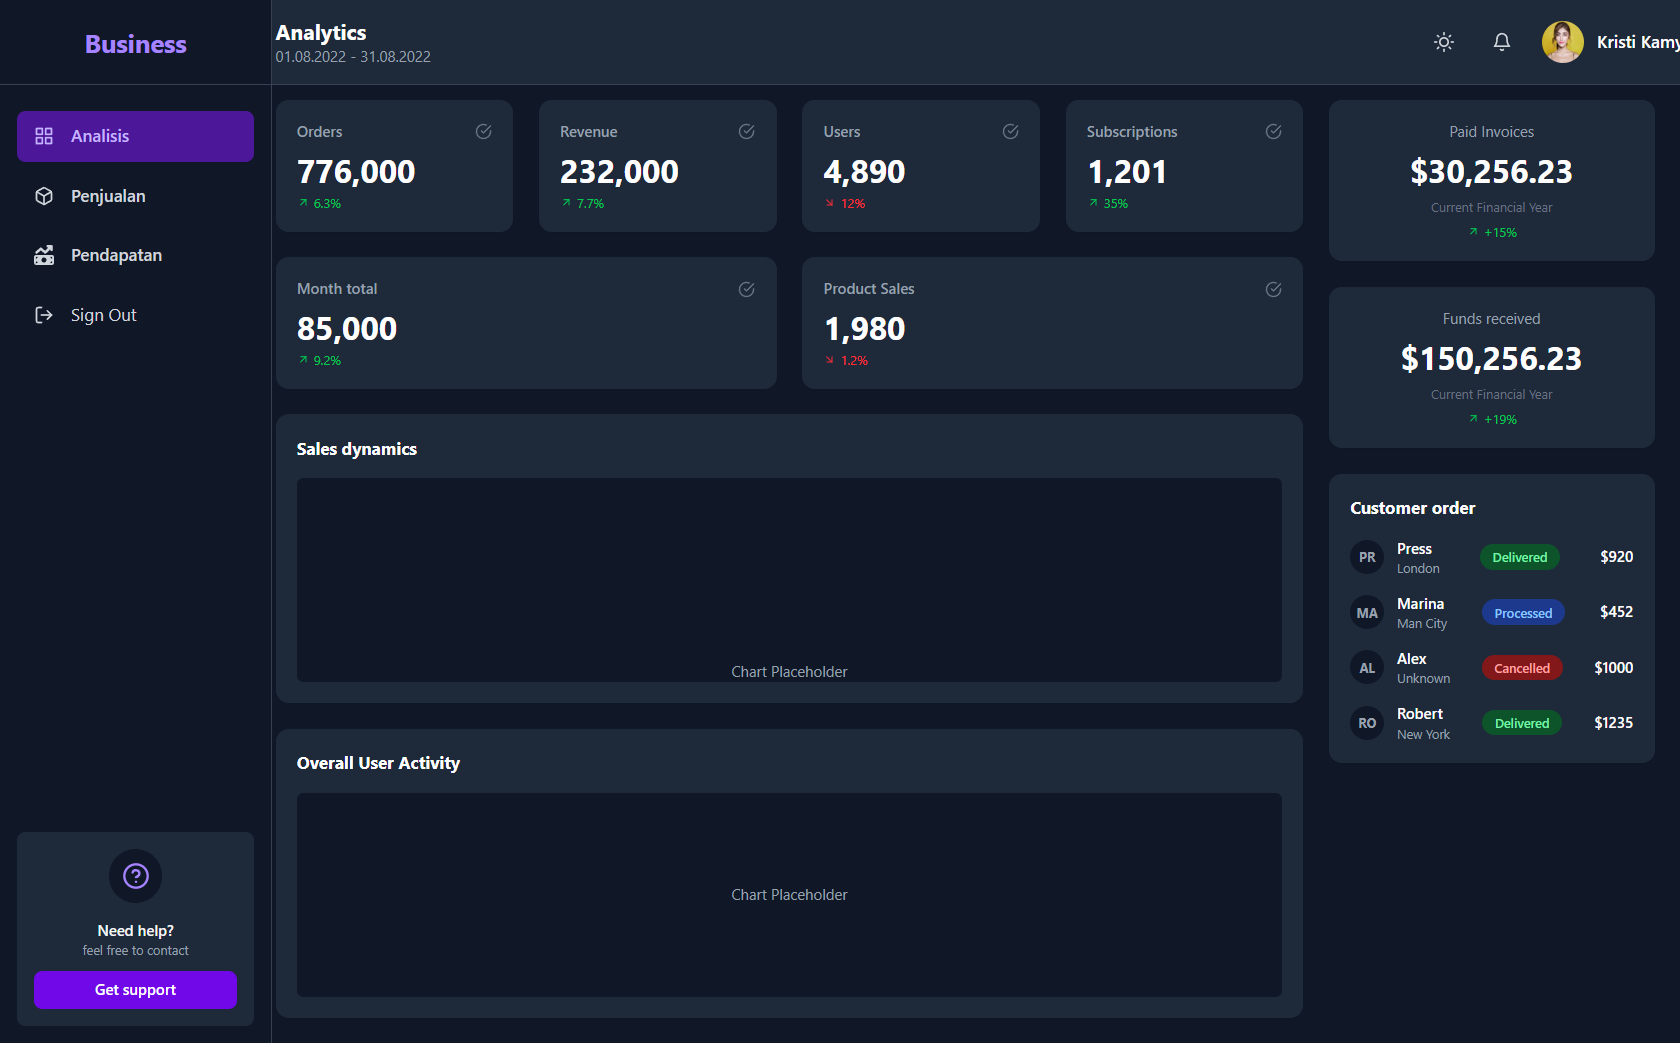 Business
Analytics
01.08.2022 - 31.08.2022
Kristi Kamy
Analisis
Penjualan
Pendapatan
Sign Out
Need help?
feel free to contact
Get support
Orders
776,000
6.3%
Revenue
232,000
7.7%
Users
4,890
12%
Subscriptions
1,201
35%
Month total
85,000
9.2%
Product Sales
1,980
1.2%
Sales dynamics
Chart Placeholder
Overall User Activity
Chart Placeholder
Paid Invoices
$30,256.23
Current Financial Year
+15%
Funds received
$150,256.23
Current Financial Year
+19%
Customer order
PR Press Delivered $920
London
MA Marina Processed $452
Man City
AL Alex Cancelled $1000
Unknown
RO Robert Delivered $1235
New York